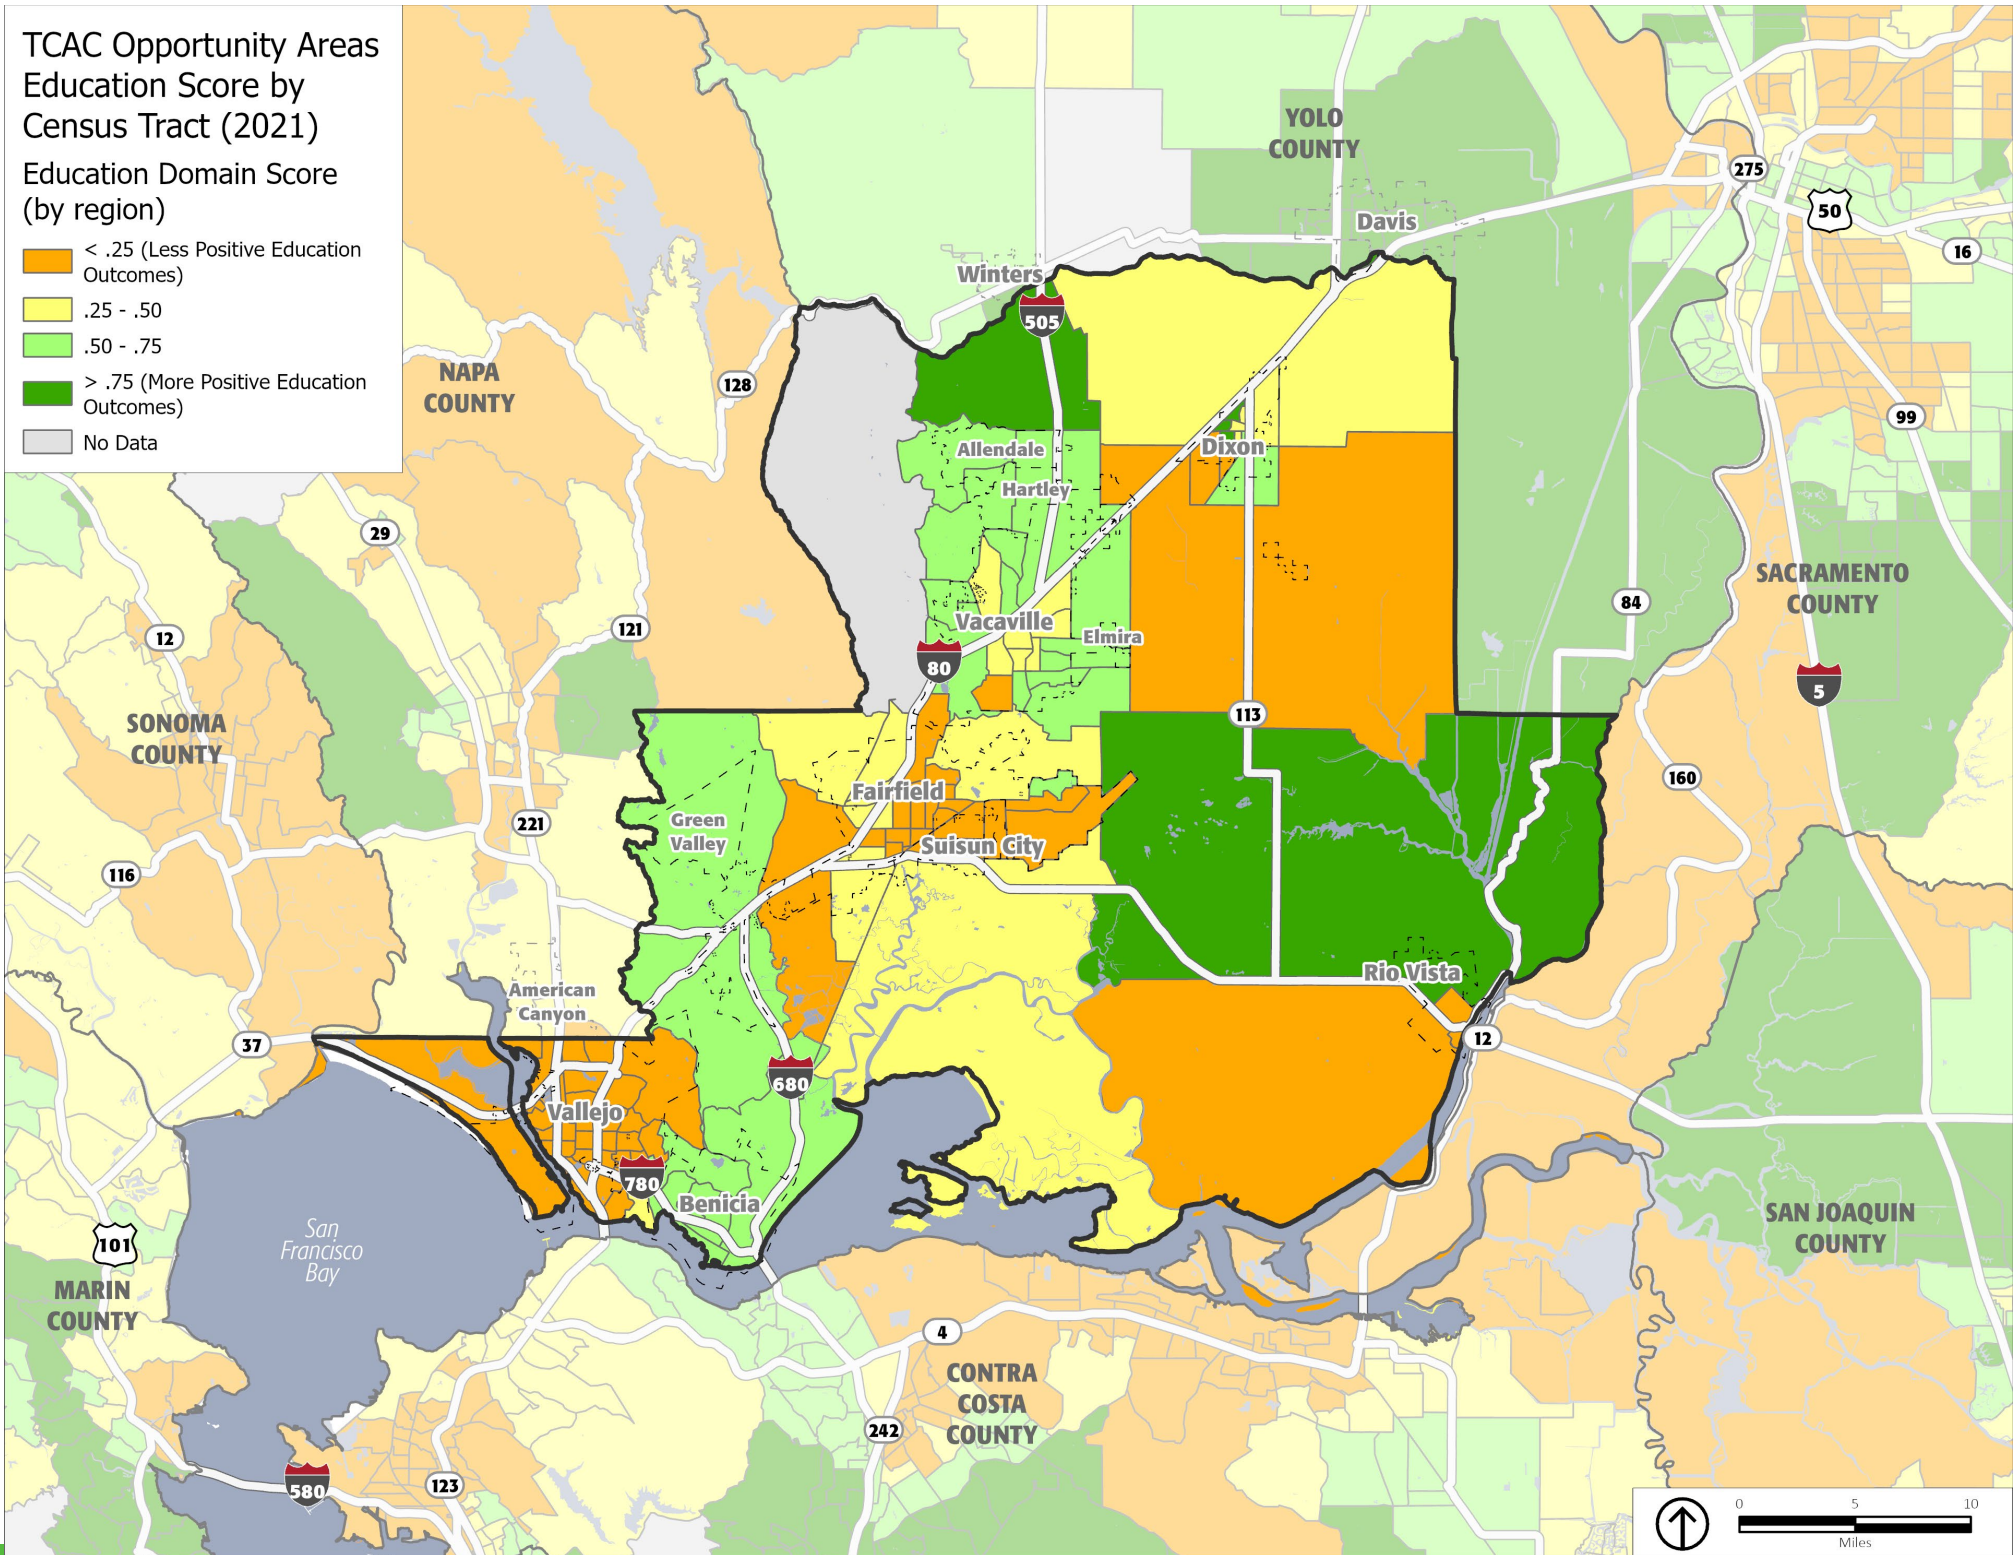 TCAC Opportunity Areas
Education Score by
Census Tract (2021)
Education Domain Score
(by region)
< .25 (Less Positive Education
Outcomes)
.25 - .50
.50 - .75
> .75 (More Positive Education
Outcomes)
No Data
YOLO
COUNTY
275
50
Davis
16
Winters
505
NAPA
COUNTY
128
99
Allendale
Dixon
Hartley
29
SACRAMENTO
COUNTY
84
121
12
Vacaville
Elmira
80
5
SONOMA
COUNTY
113
160
Fairfield
Green
Valley
221
Suisun City
116
Rio Vista
American
Canyon
37
12
680
Vallejo
780
Benicia
San
Francisco
Bay
101
SAN JOAQUIN
COUNTY
MARIN
COUNTY
4
CONTRA
COSTA
COUNTY
242
580
123
0 5 10
Miles